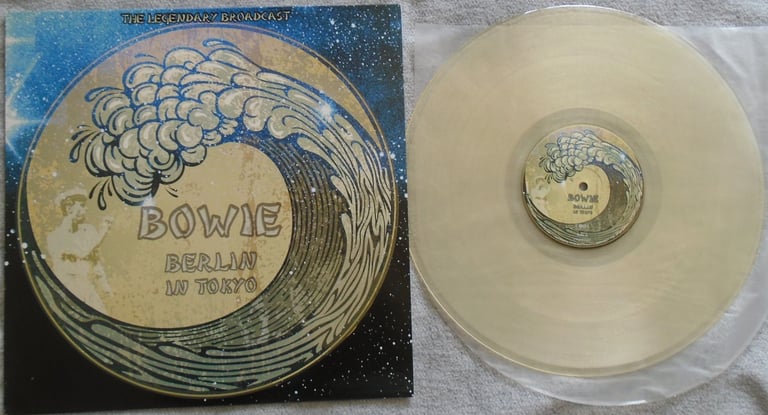 THE LEGENDARY BROADCAST
BOWIE
BERLIN
IN TOKYO
BOWIE
BERLIN
IN TOKYO